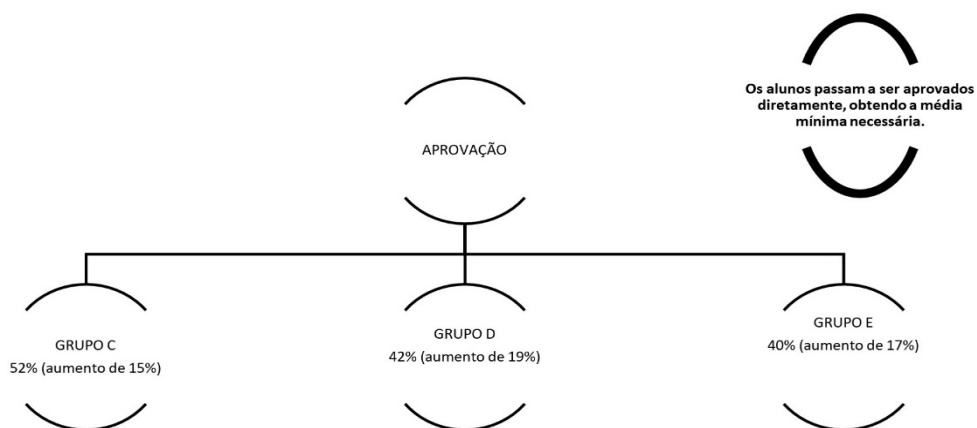 Os alunos passam a ser aprovados
diretamente, obtendo a média
mínima necessária.
APROVAÇÃO
GRUPO C
52% (aumento de 15%)
GRUPO D
42% (aumento de 19%)
GRUPO E
40% (aumento de 17%)